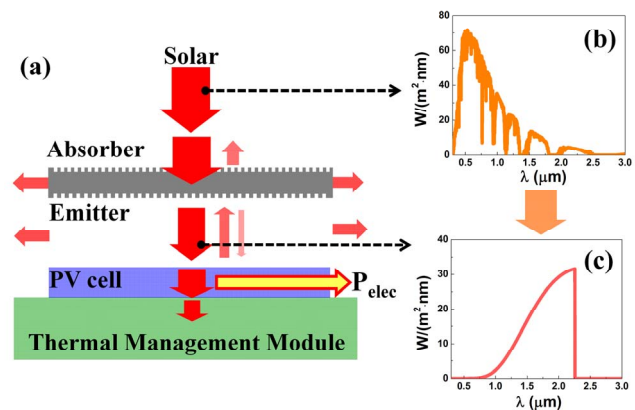 (a)
Solar
Absorber
Emitter
PV cell
P_elec
Thermal Management Module
(b)
W/(m²·nm)
80
60
40
20
0
0.5 1.0 1.5 2.0 2.5 3.0
λ (μm)
(c)
W/(m²·nm)
40
30
20
10
0
0.5 1.0 1.5 2.0 2.5 3.0
λ (μm)